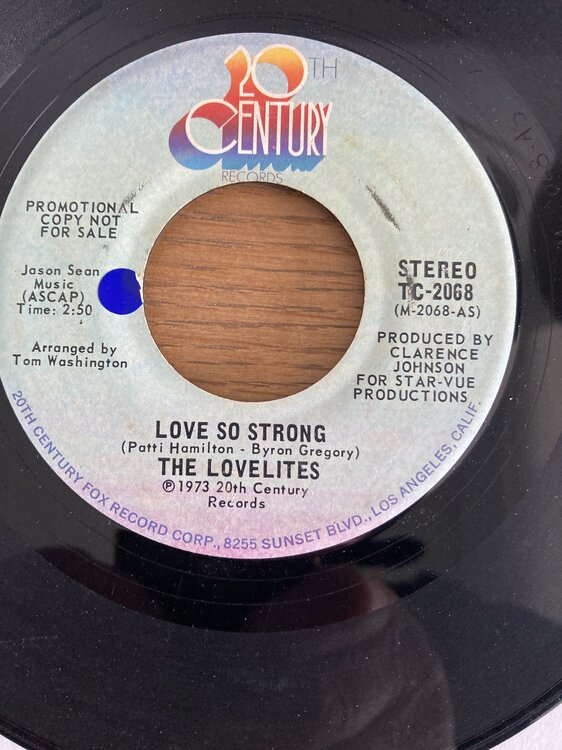 20TH
CENTURY
RECORDS
PROMOTIONAL
COPY NOT
FOR SALE
Jason Sean
Music
(ASCAP)
Time: 2:50
Arranged by
Tom Washington
STEREO
TC-2068
(M-2068-AS)
PRODUCED BY
CLARENCE
JOHNSON
FOR STAR-VUE
PRODUCTIONS.
LOVE SO STRONG
(Patti Hamilton - Byron Gregory)
THE LOVELITES
℗1973 20th Century
Records
20TH CENTURY FOX RECORD CORP., 8255 SUNSET BLVD., LOS ANGELES, CALIF.